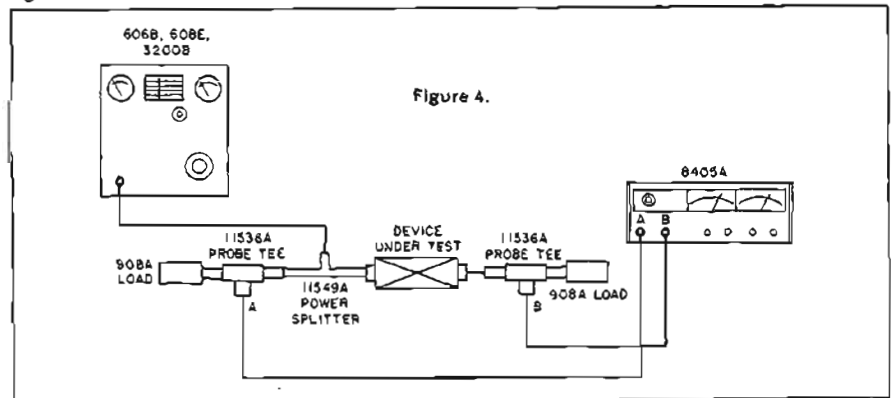 606B, 608E,
3200B
Figure 4.
8405A
A B
11536A
PROBE TEE
DEVICE
UNDER TEST
11536A
PROBE TEE
908A
LOAD
A
11549A
POWER
SPLITTER
B
908A LOAD